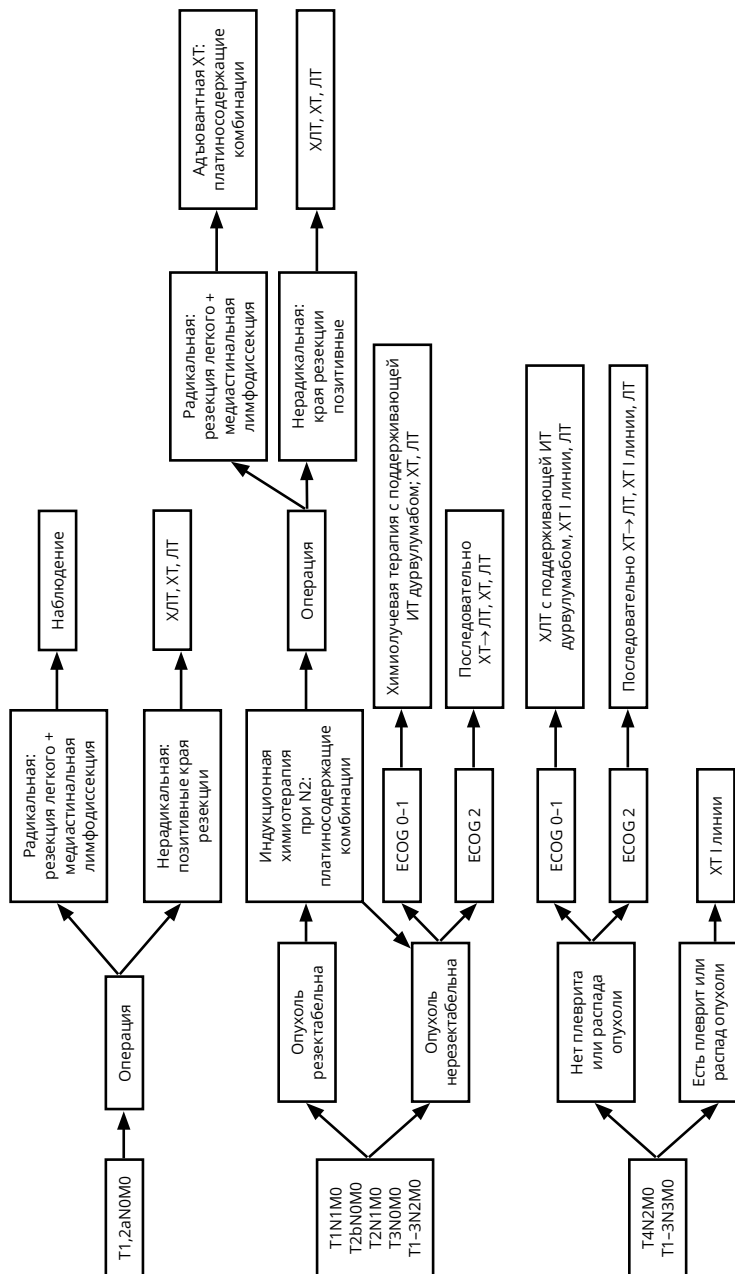 T1,2aN0M0
Операция
Радикальная:
резекция легкого +
медиастинальная
лимфодиссекция
Наблюдение
Нерадикальная:
позитивные края
резекции
ХЛТ, ХТ, ЛТ
T1N1M0
T2bN0M0
T2N1M0
T3N0M0
T1–3N2M0
Опухоль
резектабельна
Индукционная
химиотерапия
при N2:
платиносодержащие
комбинации
Операция
Радикальная:
резекция легкого +
медиастинальная
лимфодиссекция
Адъювантная ХТ:
платиносодержащие
комбинации
Нерадикальная:
края резекции
позитивные
ХЛТ, ХТ, ЛТ
Опухоль
нерезектабельна
ECOG 0–1
Химиолучевая терапия с поддерживающей
ИТ дурвулумабом; ХТ, ЛТ
ECOG 2
Последовательно
ХТ→ ЛТ, ХТ, ЛТ
T4N2M0
T1–3N3M0
Нет плеврита
или распада
опухоли
ECOG 0–1
ХЛТ с поддерживающей ИТ
дурвулумабом, ХТ I линии, ЛТ
ECOG 2
Последовательно ХТ→ ЛТ, ХТ I линии, ЛТ
Есть плеврит или
распад опухоли
ХТ I линии